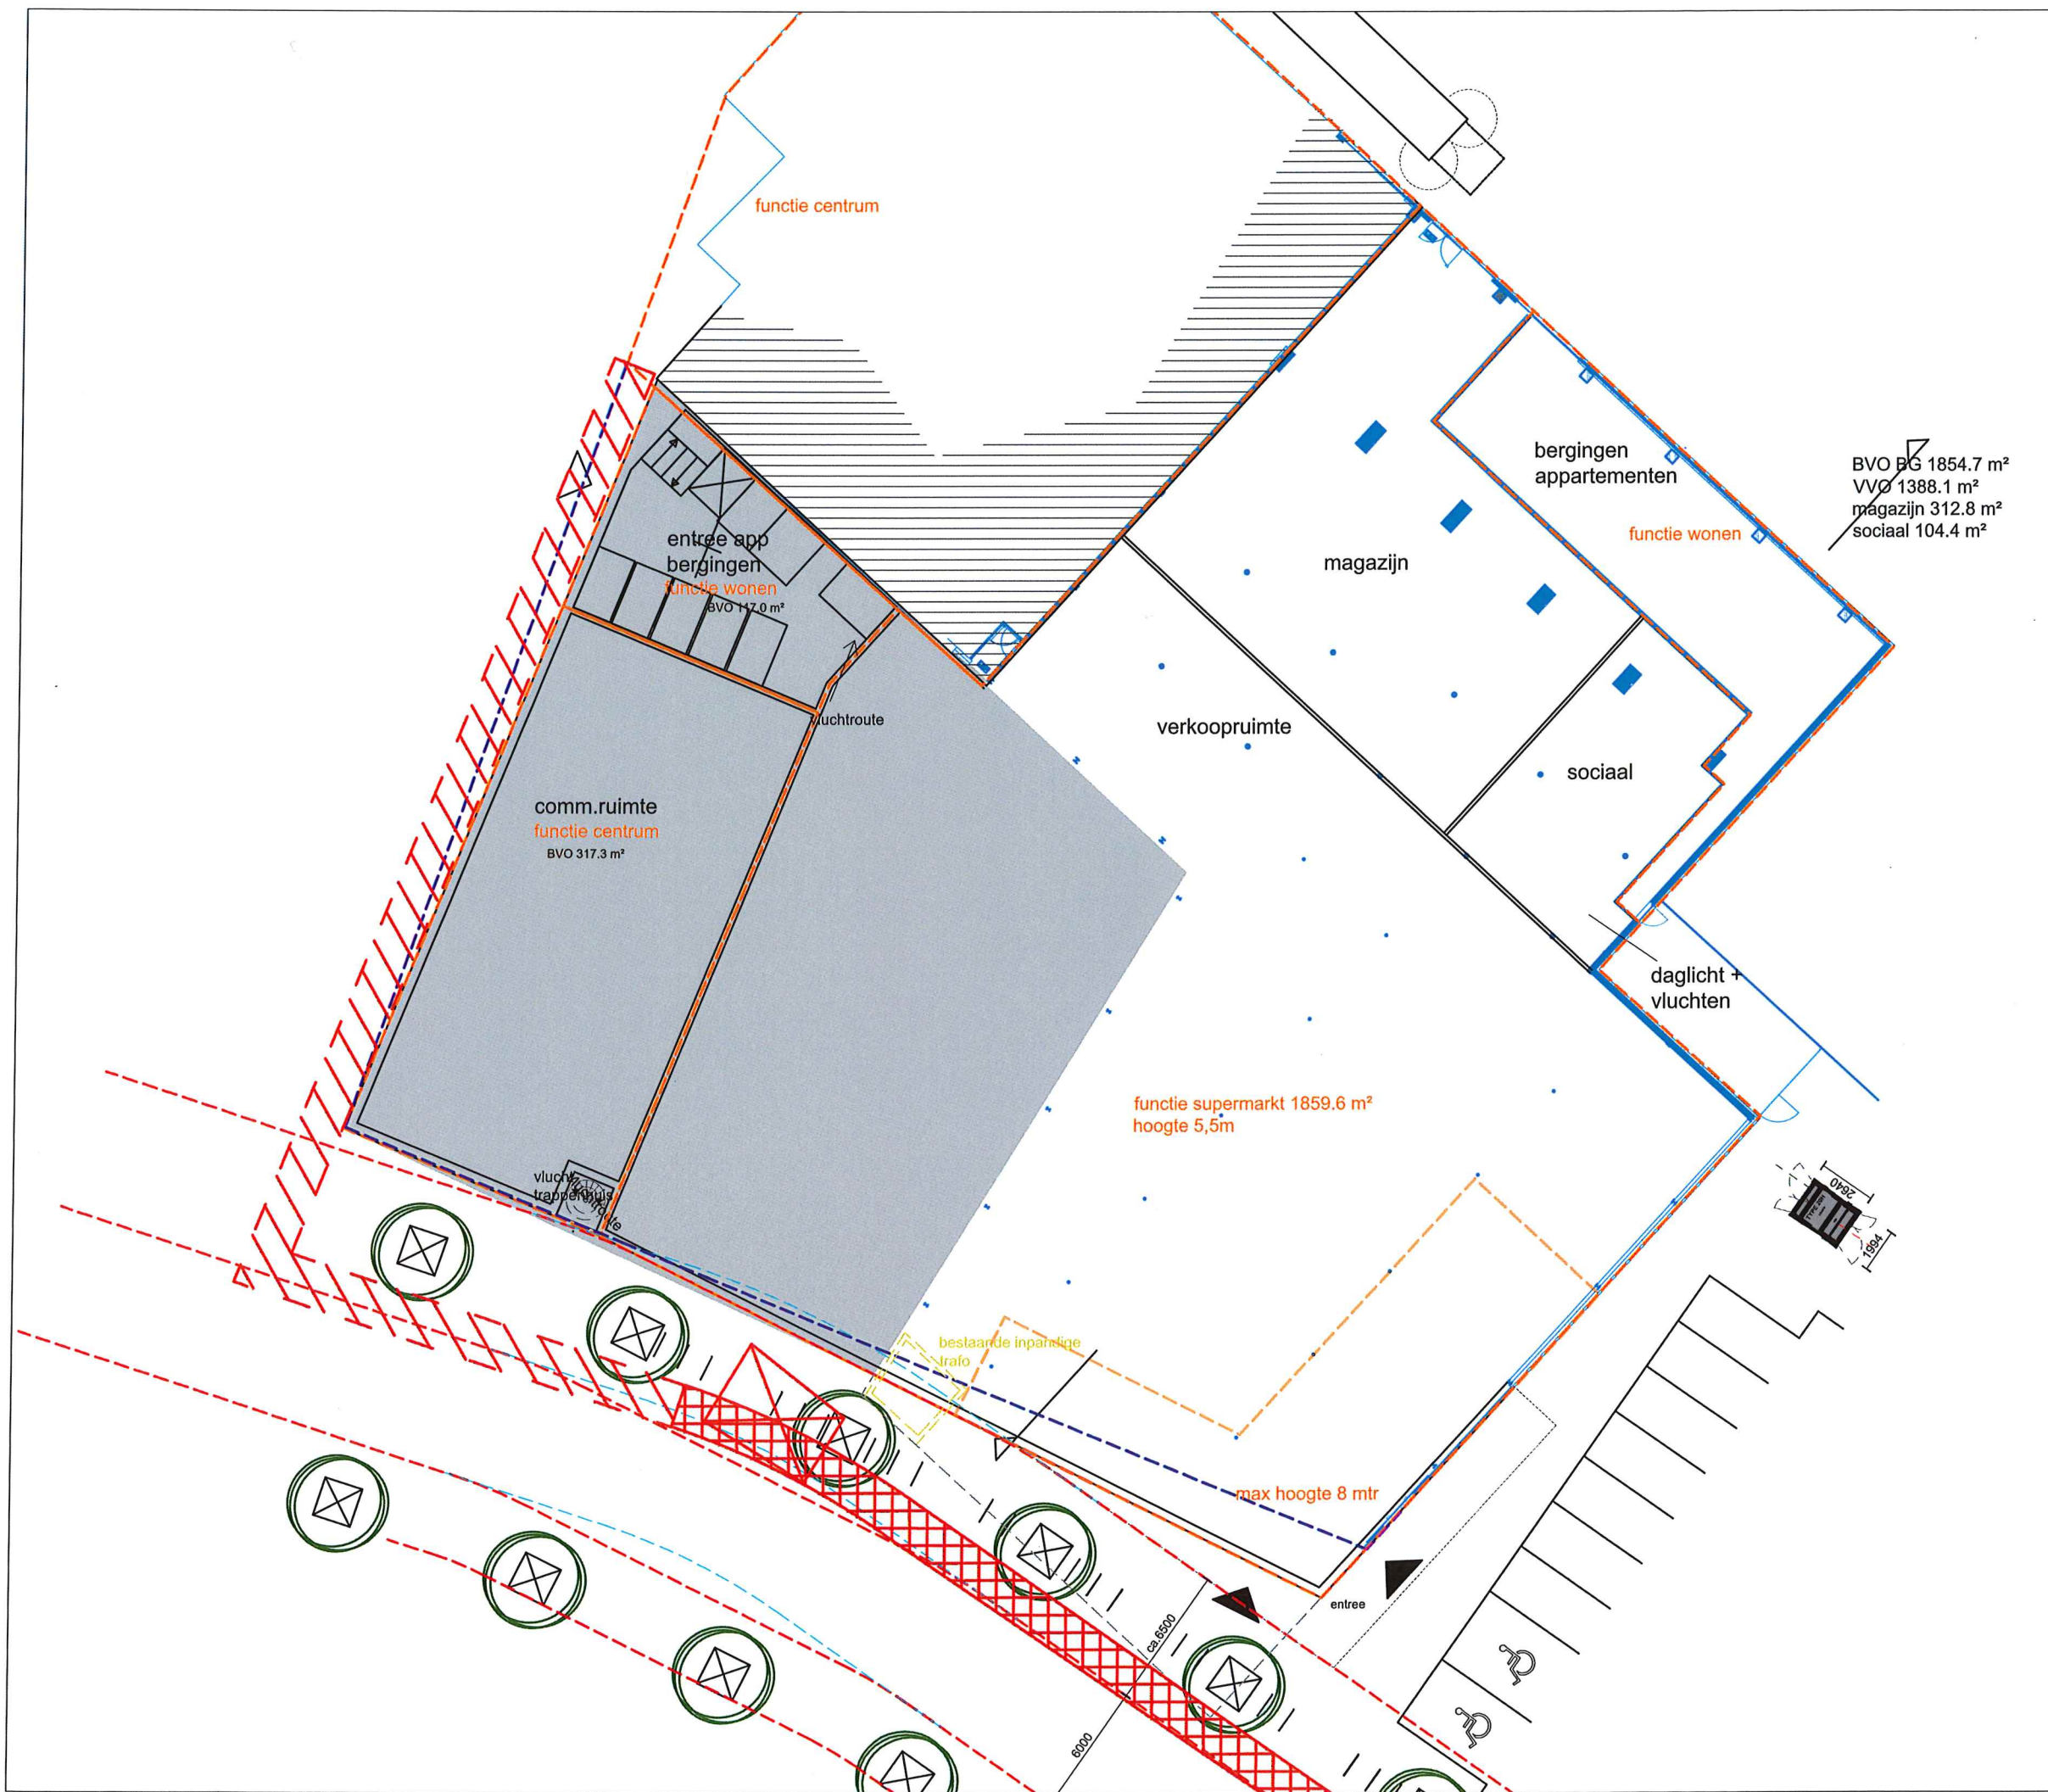 functie centrum
bergingen
appartementen
functie wonen
BVO BG 1854.7 m²
VVO 1388.1 m²
magazijn 312.8 m²
sociaal 104.4 m²
entree app
bergingen
functie wonen
BVO 117.0 m²
magazijn
vluchtroute
verkoopruimte
sociaal
comm.ruimte
functie centrum
BVO 317.3 m²
daglicht +
vluchten
functie supermarkt 1859.6 m²
hoogte 5,5m
vlucht
trappenhuis
vluchtroute
2640
1994
bestaande inpandige
trafo
max hoogte 8 mtr
entree
ca.6500
6000